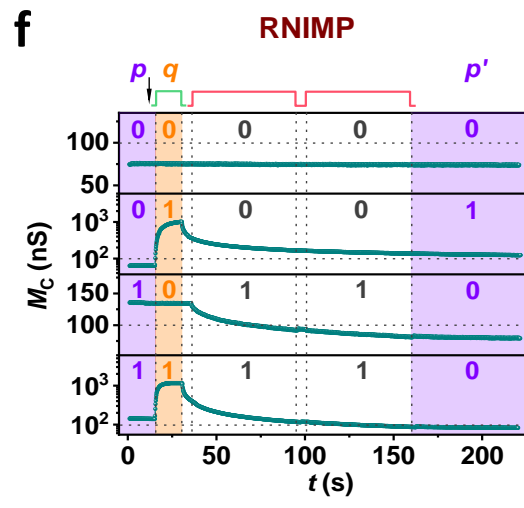 f
RNIMP
p q p'
0 0 0 0 0
100
50
0 1 0 0 1
10³
10²
1 0 1 1 0
150
100
1 1 1 1 0
10³
10²
M_C (nS)
0 50 100 150 200
t (s)